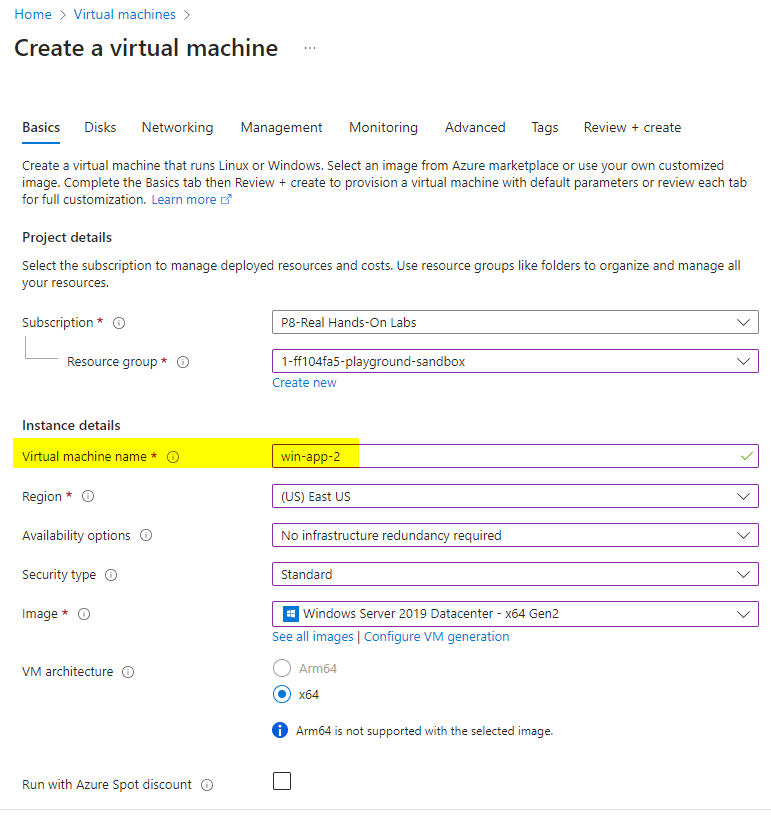 Home > Virtual machines >
Create a virtual machine ...
Basics Disks Networking Management Monitoring Advanced Tags Review + create
Create a virtual machine that runs Linux or Windows. Select an image from Azure marketplace or use your own customized
image. Complete the Basics tab then Review + create to provision a virtual machine with default parameters or review each tab
for full customization. Learn more
Project details
Select the subscription to manage deployed resources and costs. Use resource groups like folders to organize and manage all
your resources.
Subscription * P8-Real Hands-On Labs
Resource group * 1-ff104fa5-playground-sandbox
Create new
Instance details
Virtual machine name * win-app-2
Region * (US) East US
Availability options No infrastructure redundancy required
Security type Standard
Image * Windows Server 2019 Datacenter - x64 Gen2
See all images | Configure VM generation
VM architecture Arm64
x64
Arm64 is not supported with the selected image.
Run with Azure Spot discount